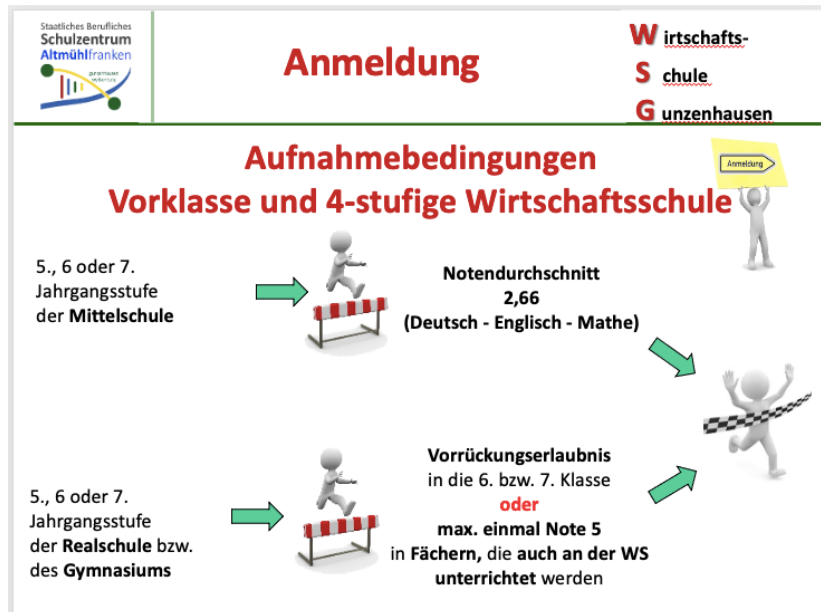 Staatliches Berufliches
Schulzentrum
Altmühlfranken
Anmeldung
W irtschafts-
S chule
G unzenhausen
Aufnahmebedingungen
Vorklasse und 4-stufige Wirtschaftsschule
Anmeldung
5., 6 oder 7.
Jahrgangsstufe
der Mittelschule
Notendurchschnitt
2,66
(Deutsch - Englisch - Mathe)
5., 6 oder 7.
Jahrgangsstufe
der Realschule bzw.
des Gymnasiums
Vorrückungserlaubnis
in die 6. bzw. 7. Klasse
oder
max. einmal Note 5
in Fächern, die auch an der WS
unterrichtet werden